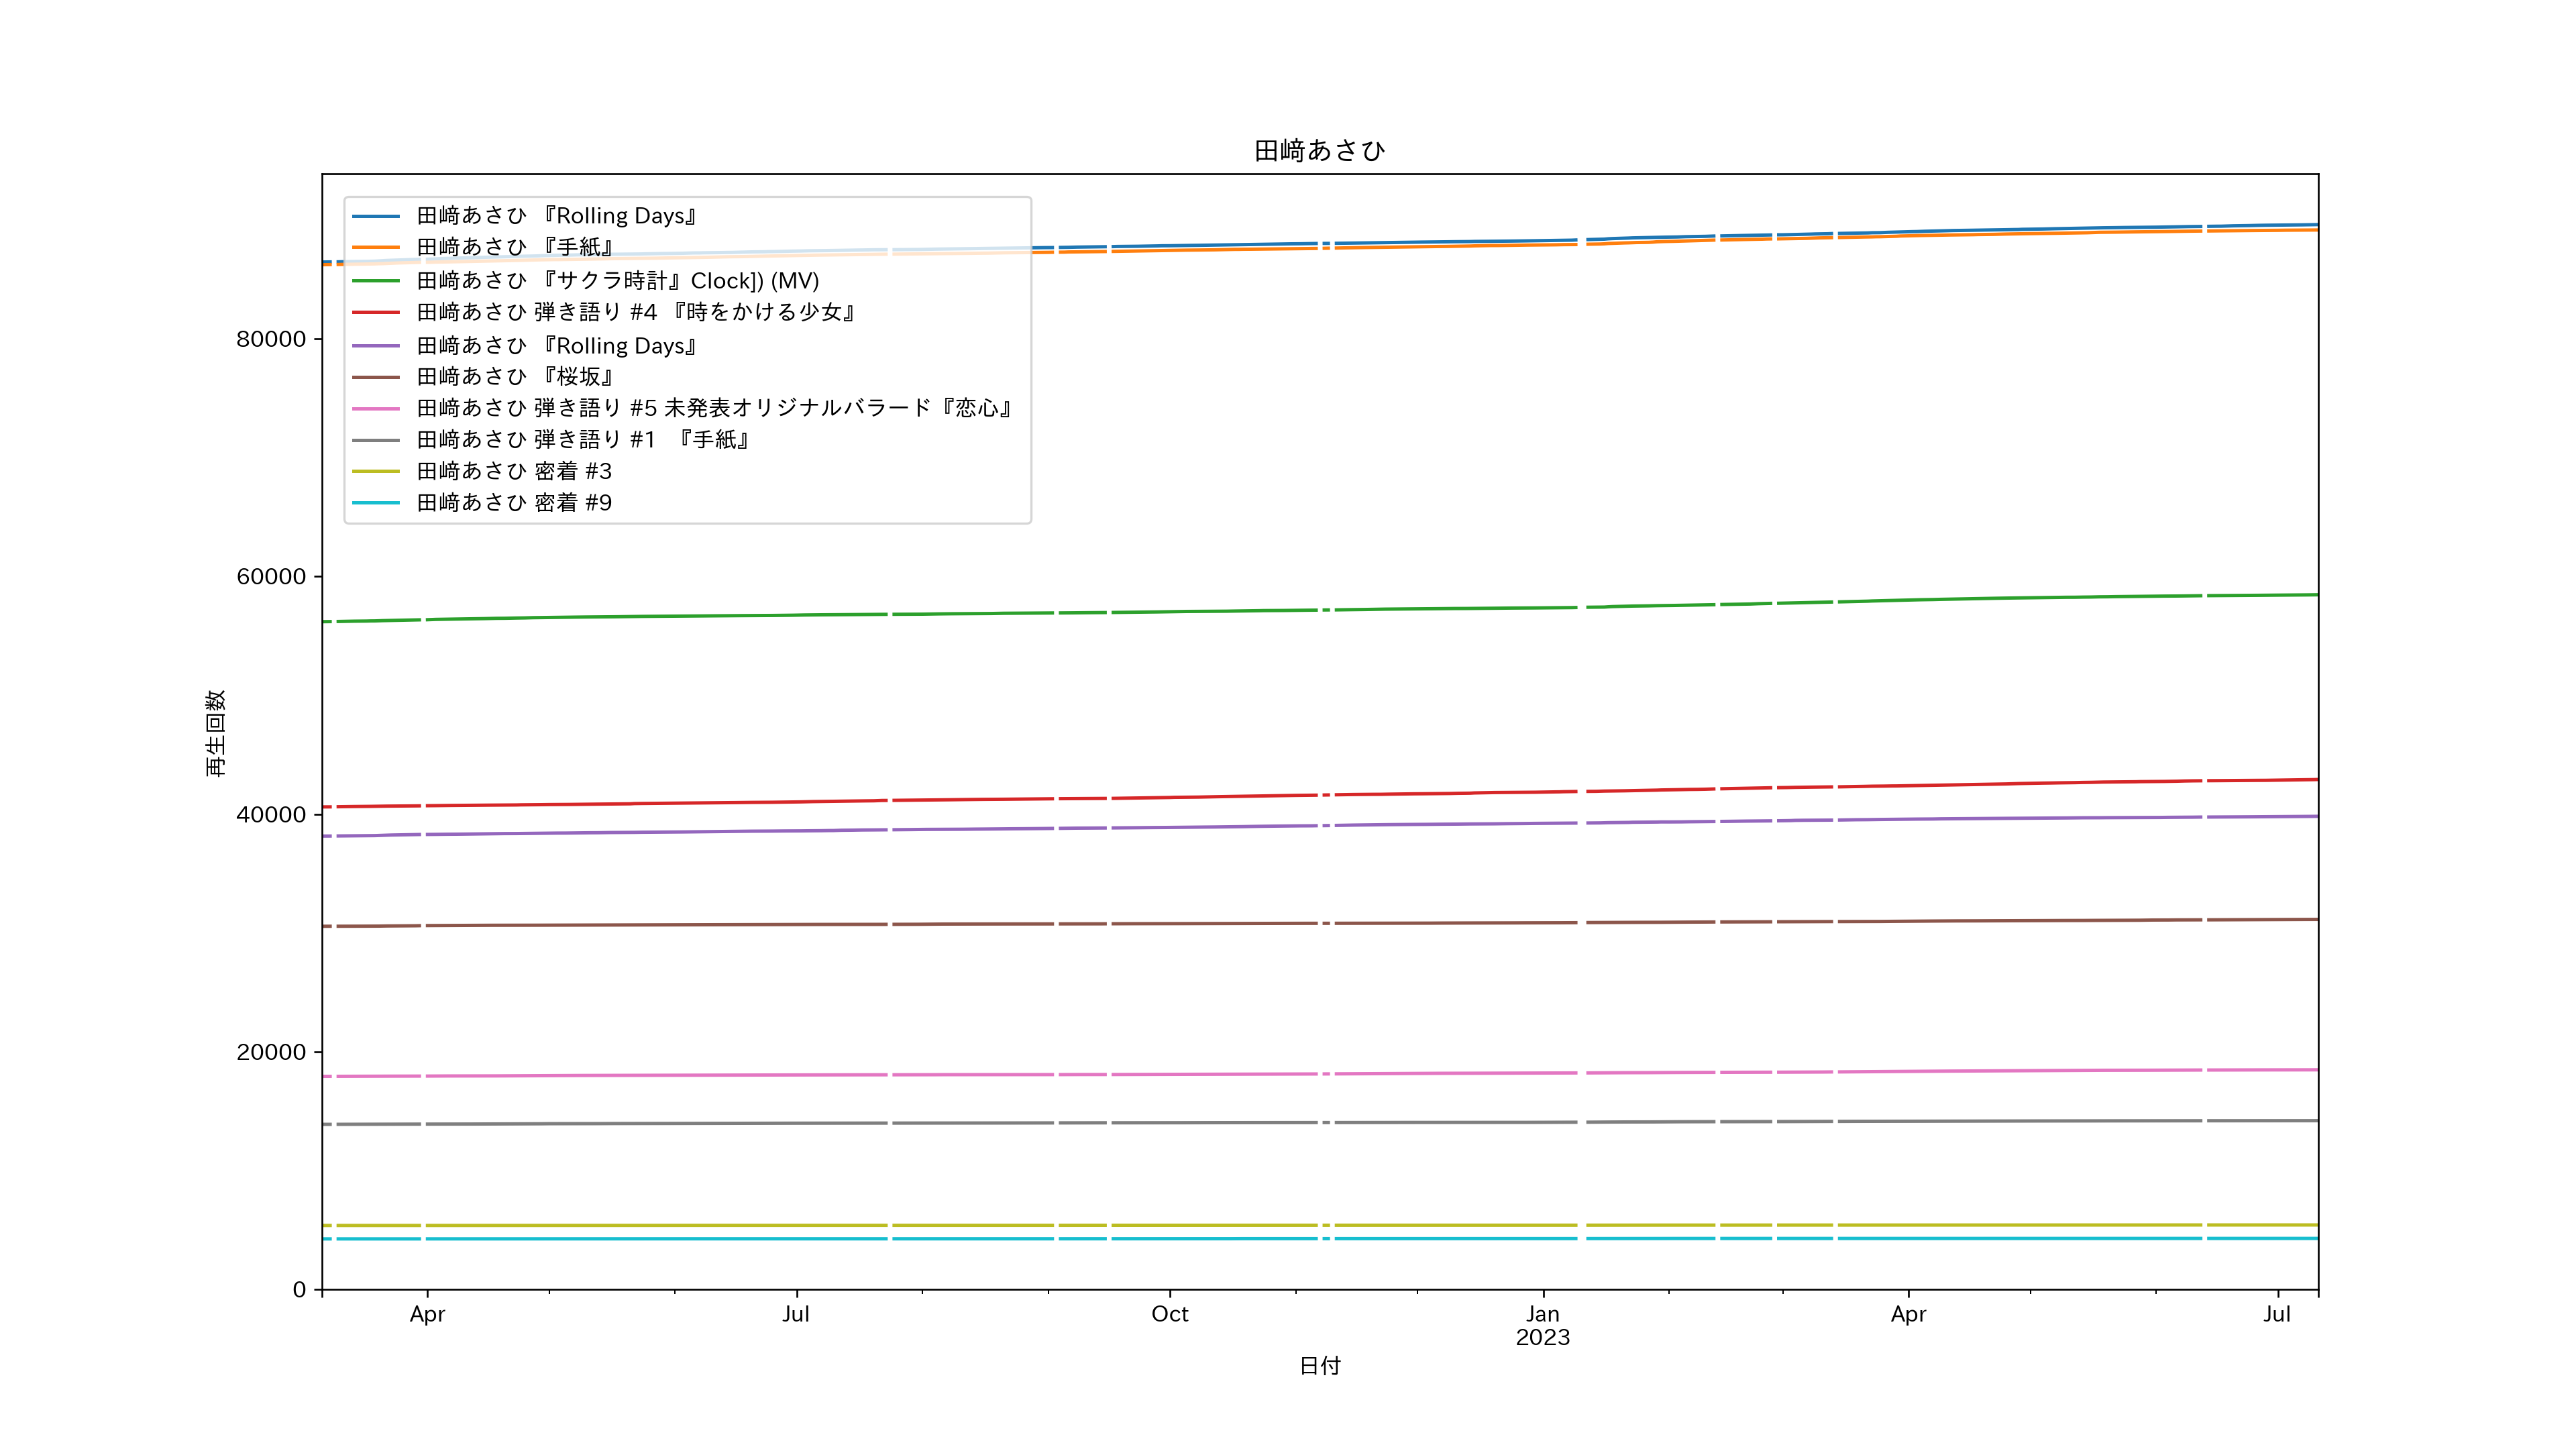 田﨑あさひ
田﨑あさひ 『Rolling Days』
田﨑あさひ 『手紙』
田﨑あさひ 『サクラ時計』Clock]) (MV)
田﨑あさひ 弾き語り #4 『時をかける少女』
田﨑あさひ 『Rolling Days』
田﨑あさひ 『桜坂』
田﨑あさひ 弾き語り #5 未発表オリジナルバラード『恋心』
田﨑あさひ 弾き語り #1 『手紙』
田﨑あさひ 密着 #3
田﨑あさひ 密着 #9
80000
60000
40000
20000
0
再生回数
Apr Jul Oct Jan Apr Jul
2023
日付